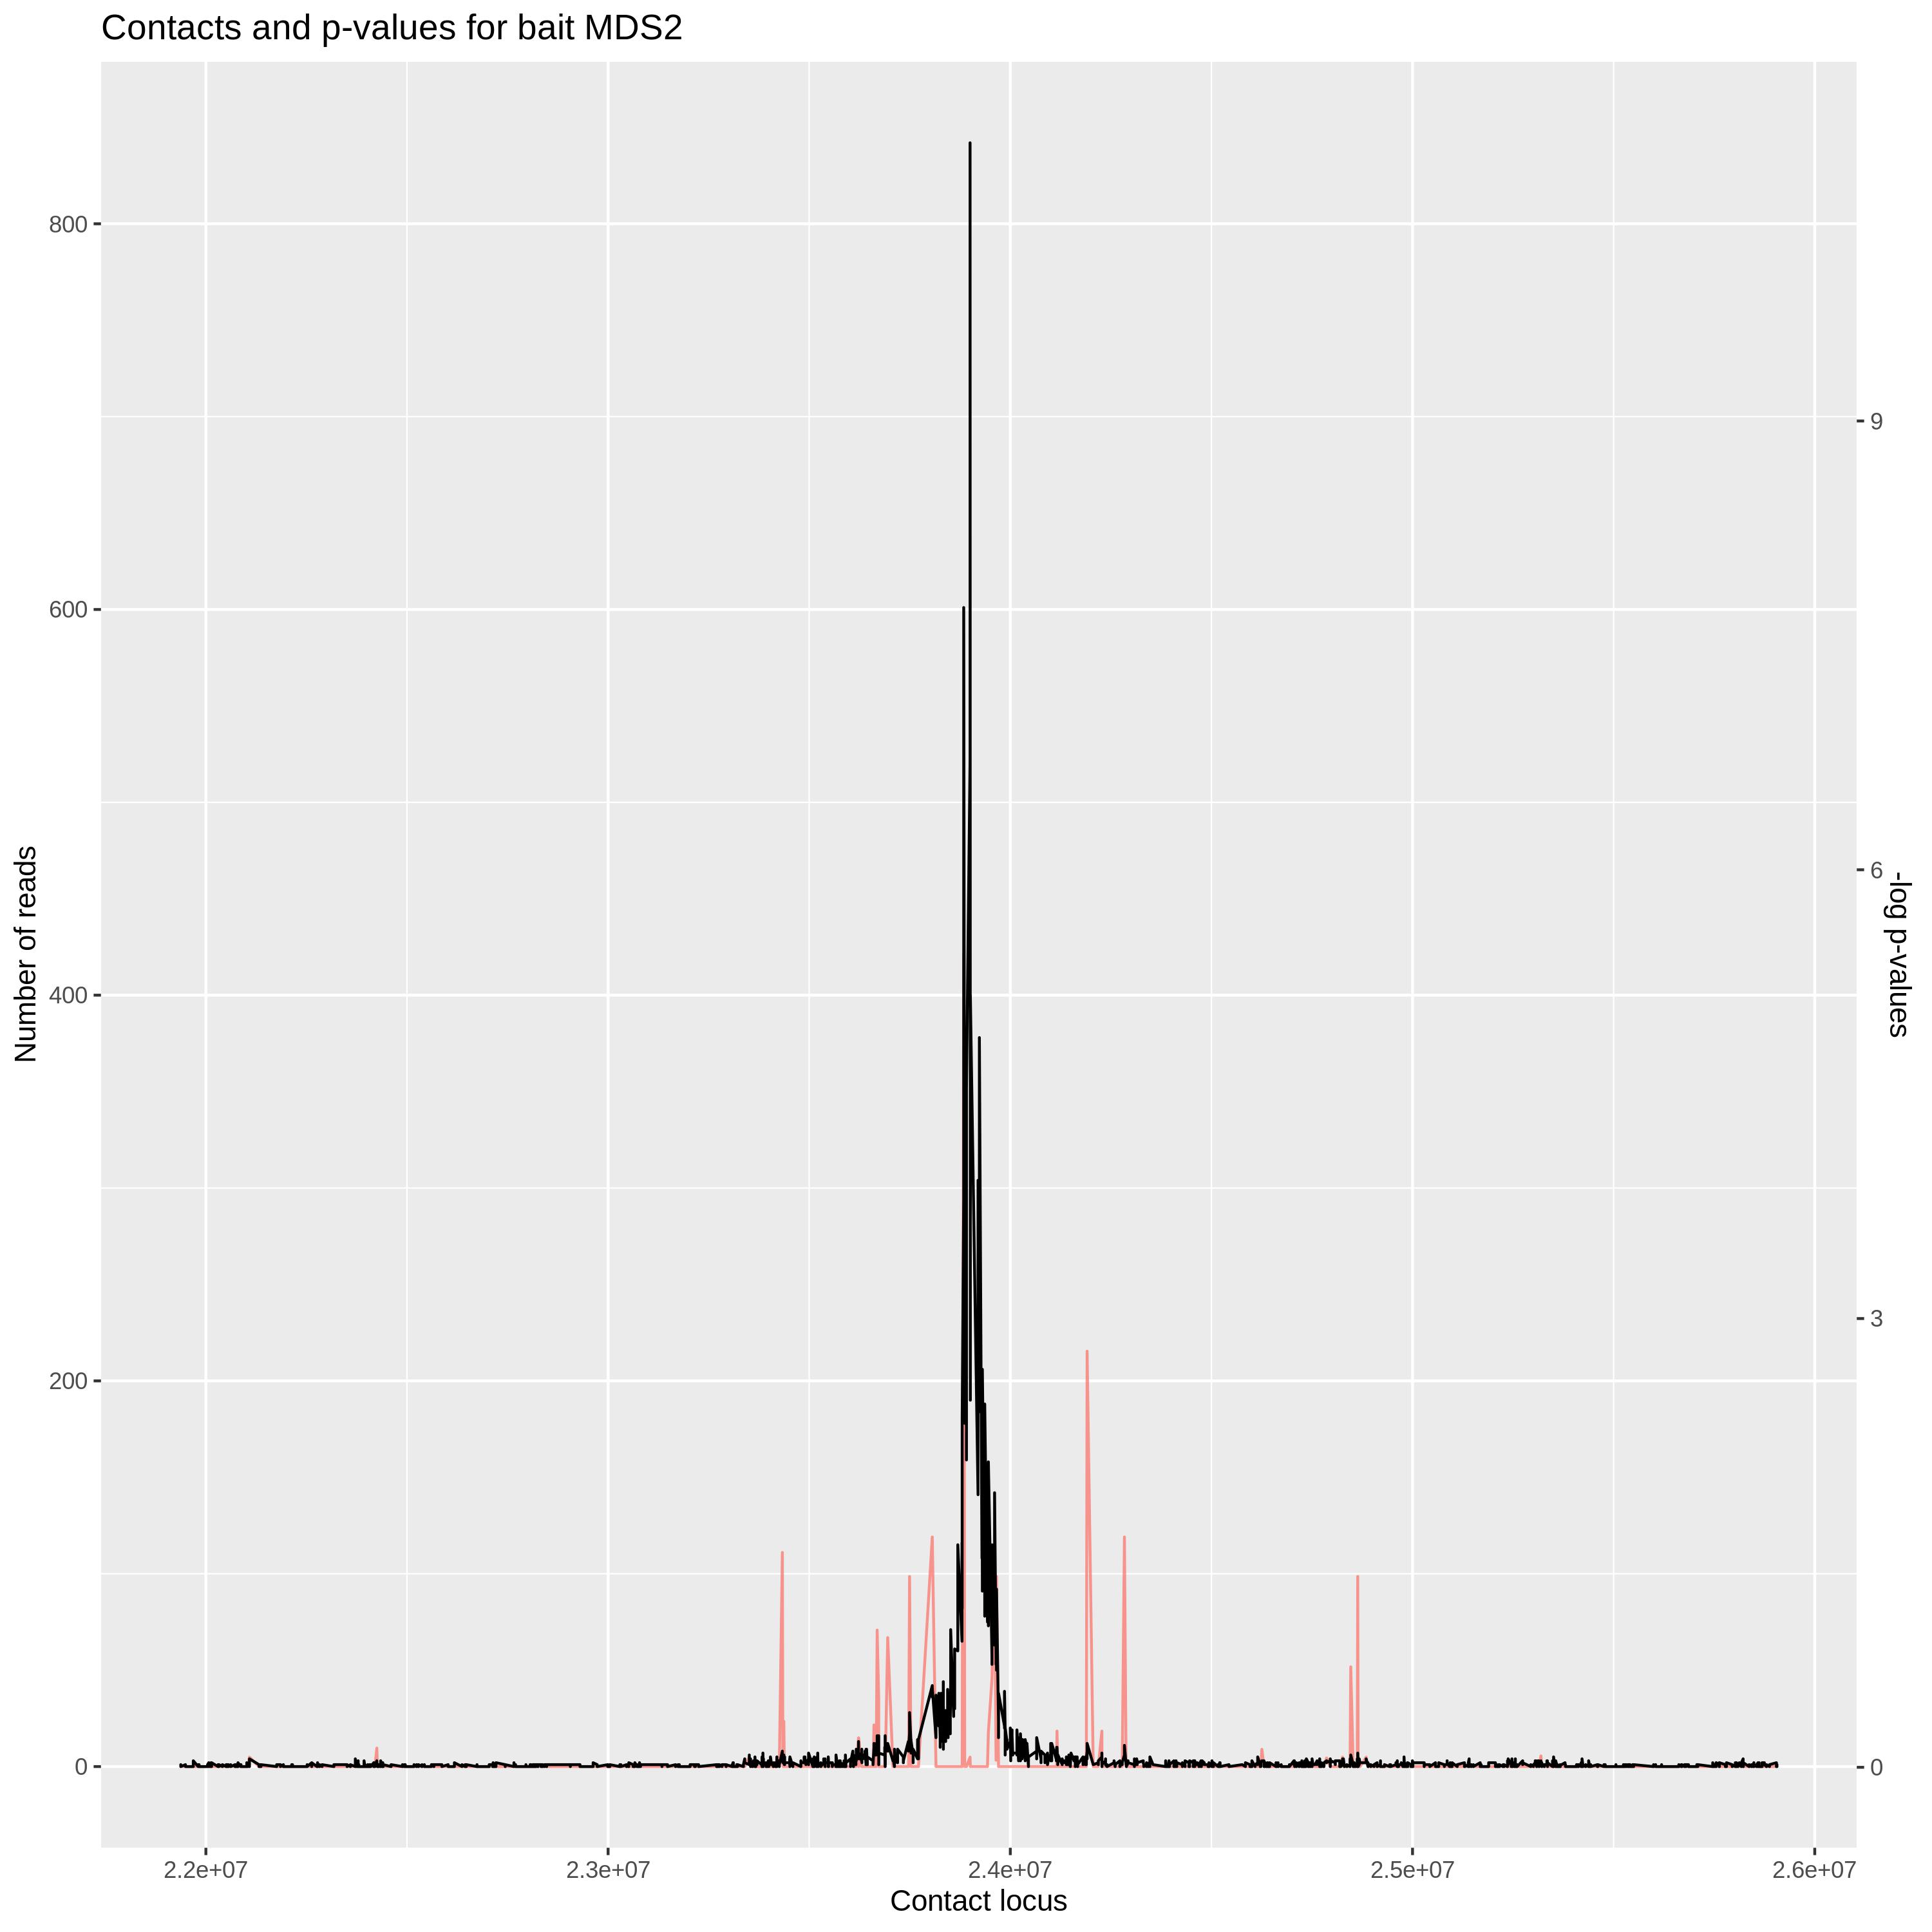 Contacts and p-values for bait MDS2
800
600
400
200
0
Number of reads
9
6
3
0
-log p-values
2.2e+07
2.3e+07
2.4e+07
2.5e+07
2.6e+07
Contact locus